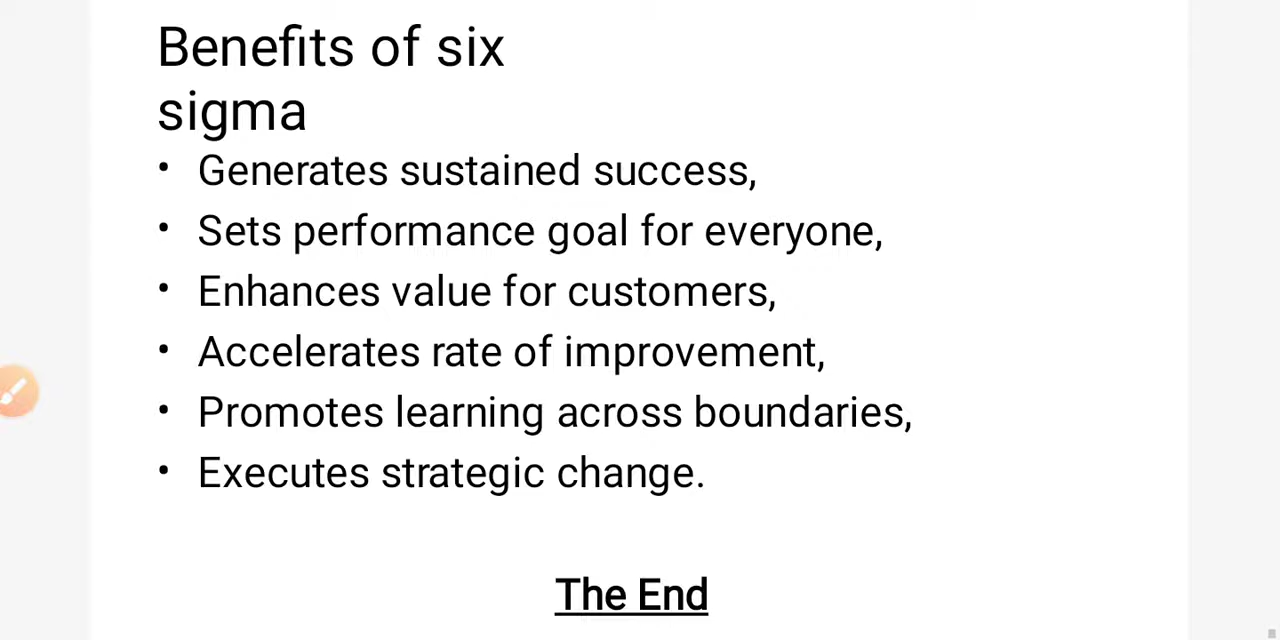 Benefits of six
sigma
• Generates sustained success,
• Sets performance goal for everyone,
• Enhances value for customers,
• Accelerates rate of improvement,
• Promotes learning across boundaries,
• Executes strategic change.
The End